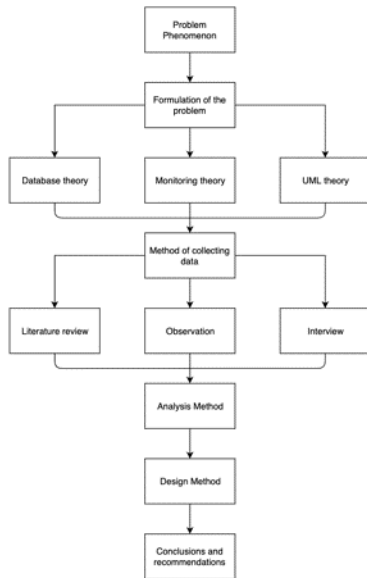 Problem
Phenomenon
Formulation of the
problem
Database theory
Monitoring theory
UML theory
Method of collecting
data
Literature review
Observation
Interview
Analysis Method
Design Method
Conclusions and
recommendations